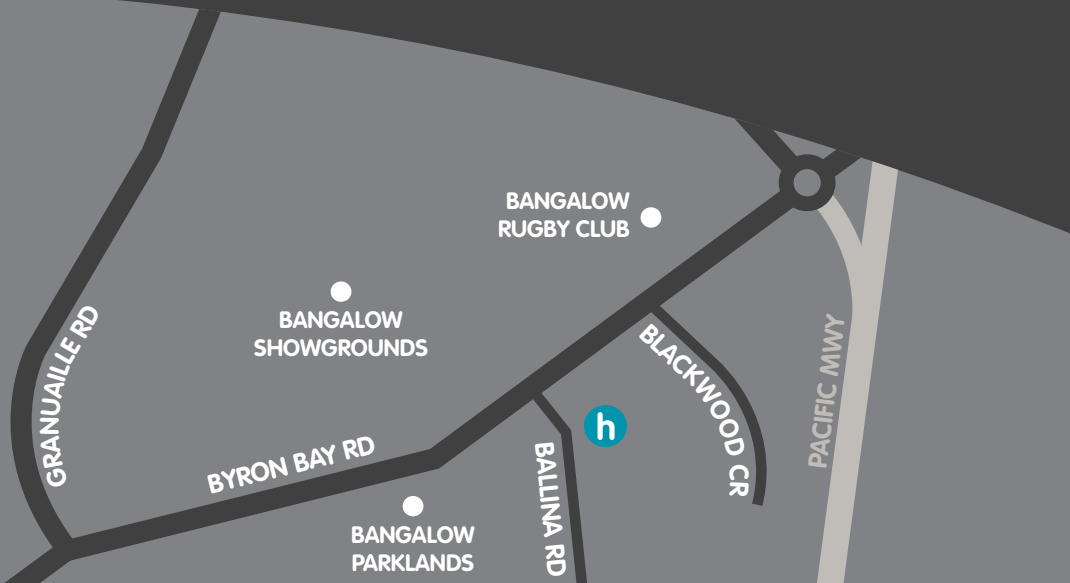 BANGALOW
RUGBY CLUB
BANGALOW
SHOWGROUNDS
GRANUAILLE RD
BLACKWOOD CR
PACIFIC MWY
h
BYRON BAY RD
BALLINA RD
BANGALOW
PARKLANDS